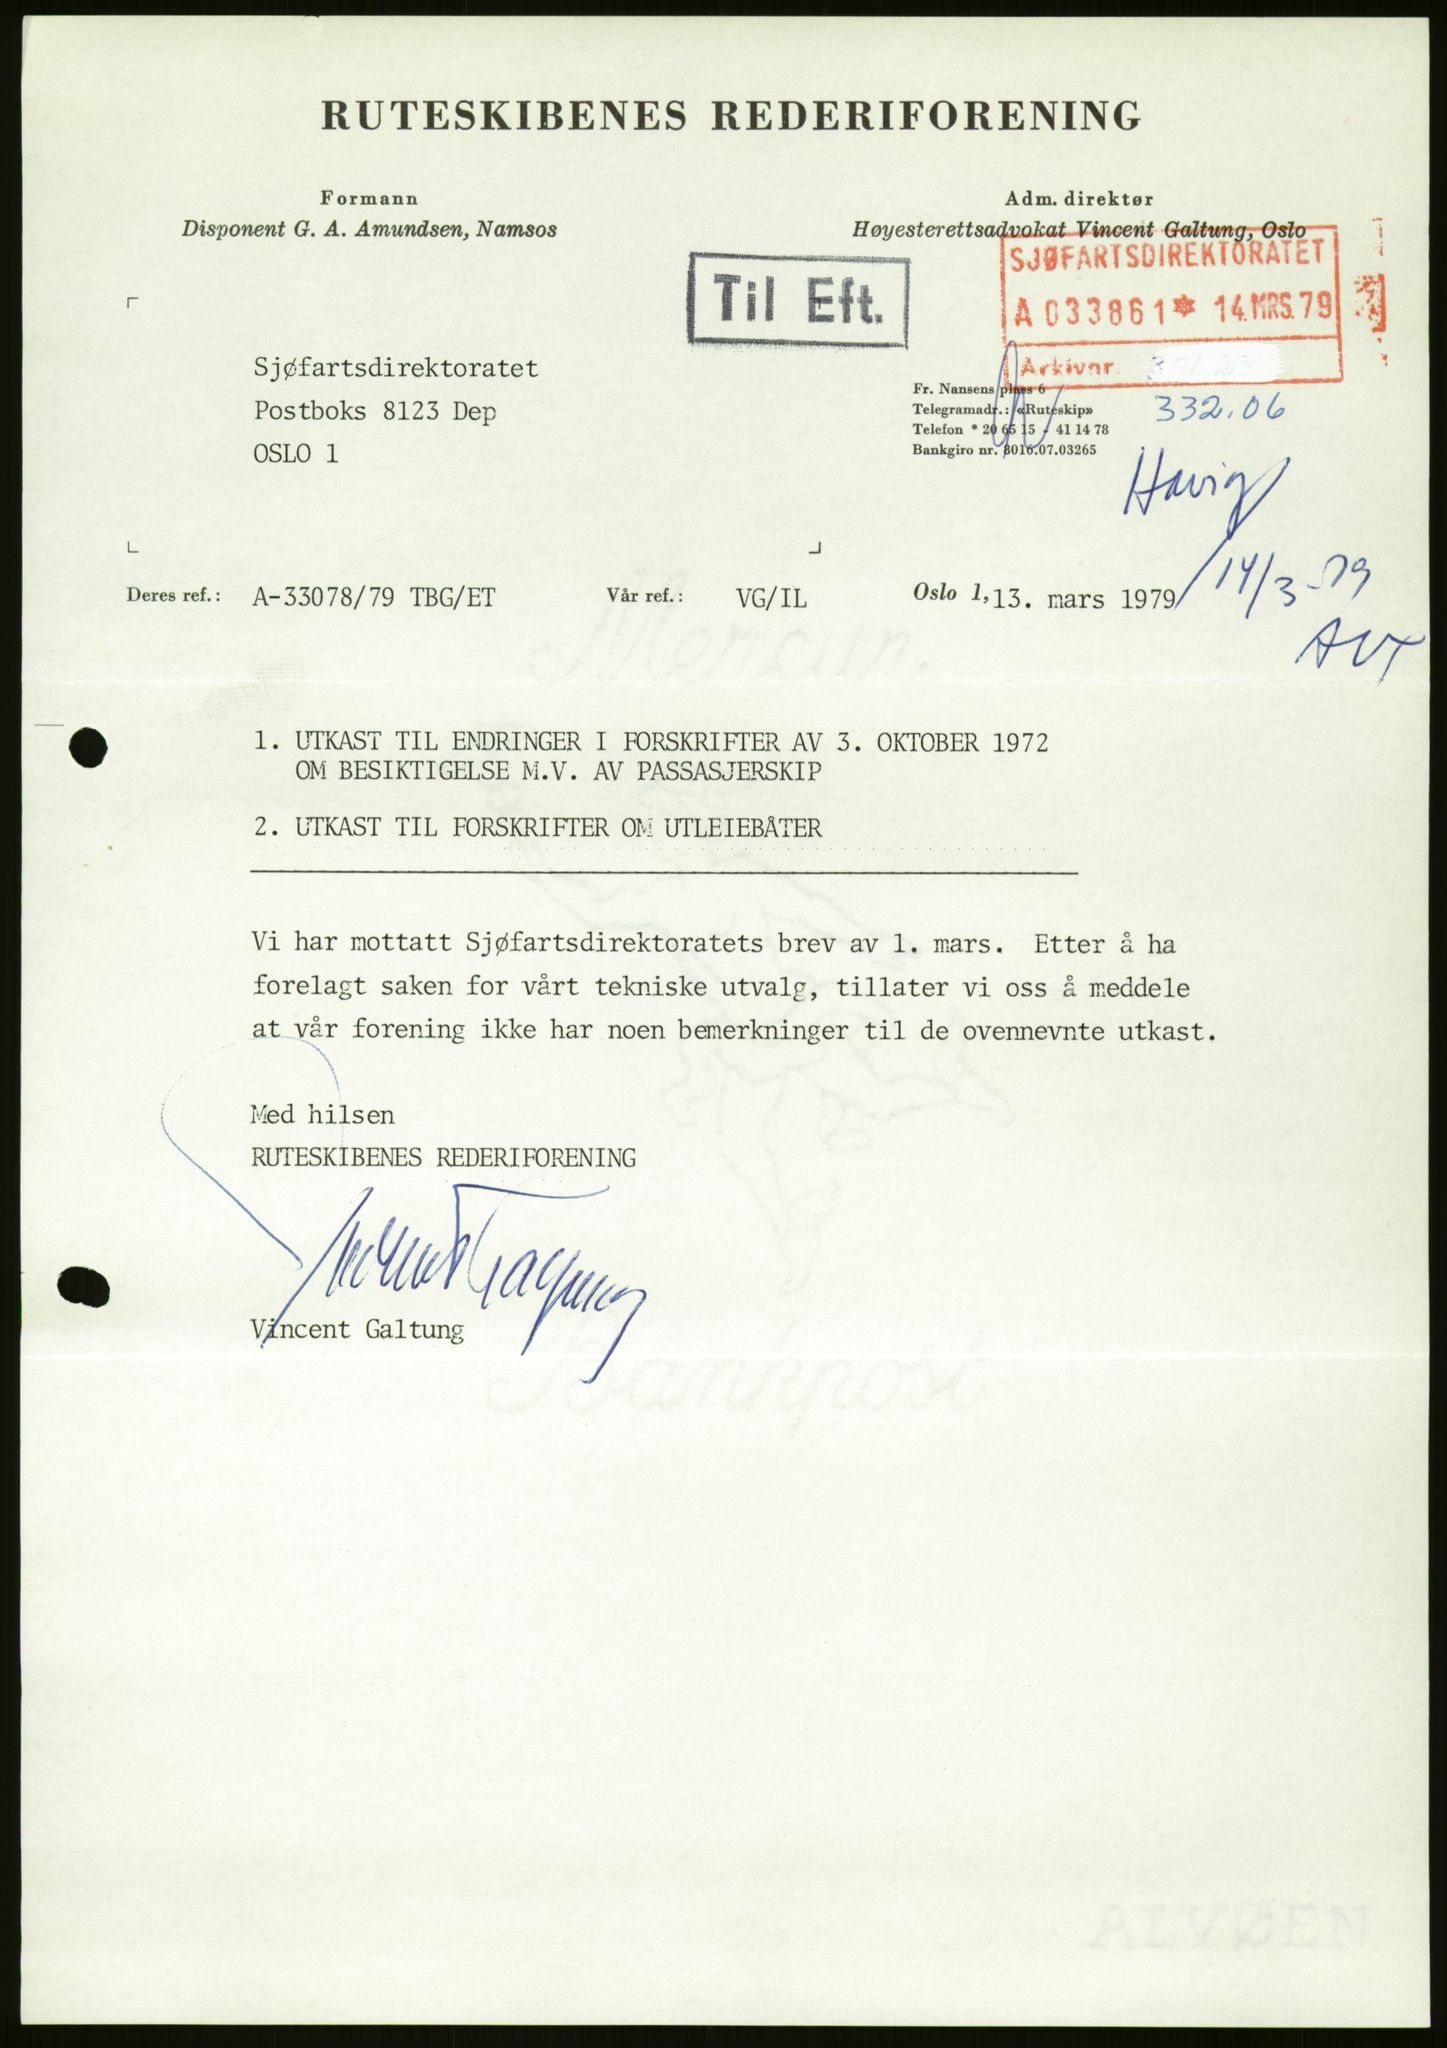 RUTESKIBENES REDERIFORENING
Formann
Disponent G. A. Amundsen, Namsos
Adm. direktør
Høyesterettsadvokat Vincent Galtung, Oslo
Til Eft.
SJØFARTSDIREKTORATET
A 033861 * 14. MRS. 79
Arkivnr.
332.06
Sjøfartsdirektoratet
Postboks 8123 Dep
OSLO 1
Fr. Nansens plass 6
Telegramadr.: «Ruteskip»
Telefon * 20 65 15 - 41 14 78
Bankgiro nr. 8016.07.03265
Havig
14/3-79
Deres ref.: A-33078/79 TBG/ET Vår ref.: VG/IL Oslo 1, 13. mars 1979
1. UTKAST TIL ENDRINGER I FORSKRIFTER AV 3. OKTOBER 1972
OM BESIKTIGELSE M.V. AV PASSASJERSKIP
2. UTKAST TIL FORSKRIFTER OM UTLEIEBÅTER
Vi har mottatt Sjøfartsdirektoratets brev av 1. mars. Etter å ha
forelagt saken for vårt tekniske utvalg, tillater vi oss å meddele
at vår forening ikke har noen bemerkninger til de ovennevnte utkast.
Med hilsen
RUTESKIBENES REDERIFORENING
Vincent Galtung
Vincent Galtung